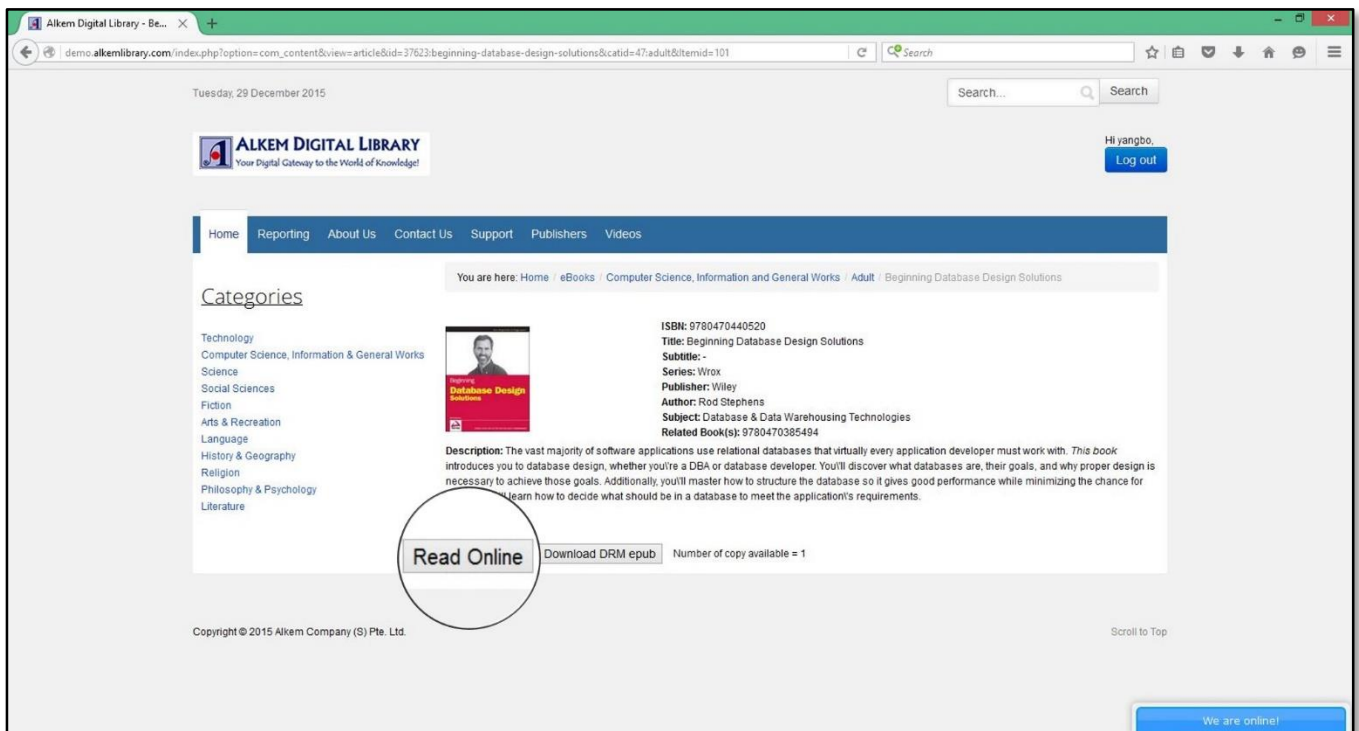 Alkem Digital Library - Be...
demo.alkemlibrary.com/index.php?option=com_content&view=article&id=37623:beginning-database-design-solutions&catid=47:adult&Itemid=101
Search
Tuesday, 29 December 2015
Search...
Search
ALKEM DIGITAL LIBRARY
Your Digital Gateway to the World of Knowledge!
Hi yangbo,
Log out
Home Reporting About Us Contact Us Support Publishers Videos
You are here: Home / eBooks / Computer Science, Information and General Works / Adult / Beginning Database Design Solutions
Categories
Technology
Computer Science, Information & General Works
Science
Social Sciences
Fiction
Arts & Recreation
Language
History & Geography
Religion
Philosophy & Psychology
Literature
Beginning
Database Design
Solutions
ISBN: 9780470440520
Title: Beginning Database Design Solutions
Subtitle: -
Series: Wrox
Publisher: Wiley
Author: Rod Stephens
Subject: Database & Data Warehousing Technologies
Related Book(s): 9780470385494
Description: The vast majority of software applications use relational databases that virtually every application developer must work with. This book
introduces you to database design, whether you\'re a DBA or database developer. You\'ll discover what databases are, their goals, and why proper design is
necessary to achieve those goals. Additionally, you\'ll master how to structure the database so it gives good performance while minimizing the chance for
learn how to decide what should be in a database to meet the application\'s requirements.
Read Online
Download DRM epub
Number of copy available = 1
Copyright © 2015 Alkem Company (S) Pte. Ltd.
Scroll to Top
We are online!